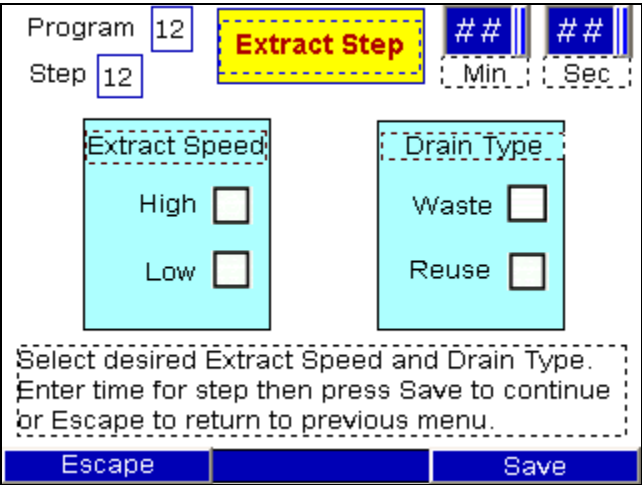 Program 12
Extract Step
## ##
Min Sec
Step 12
Extract Speed
High
Low
Drain Type
Waste
Reuse
Select desired Extract Speed and Drain Type.
Enter time for step then press Save to continue
or Escape to return to previous menu.
Escape Save